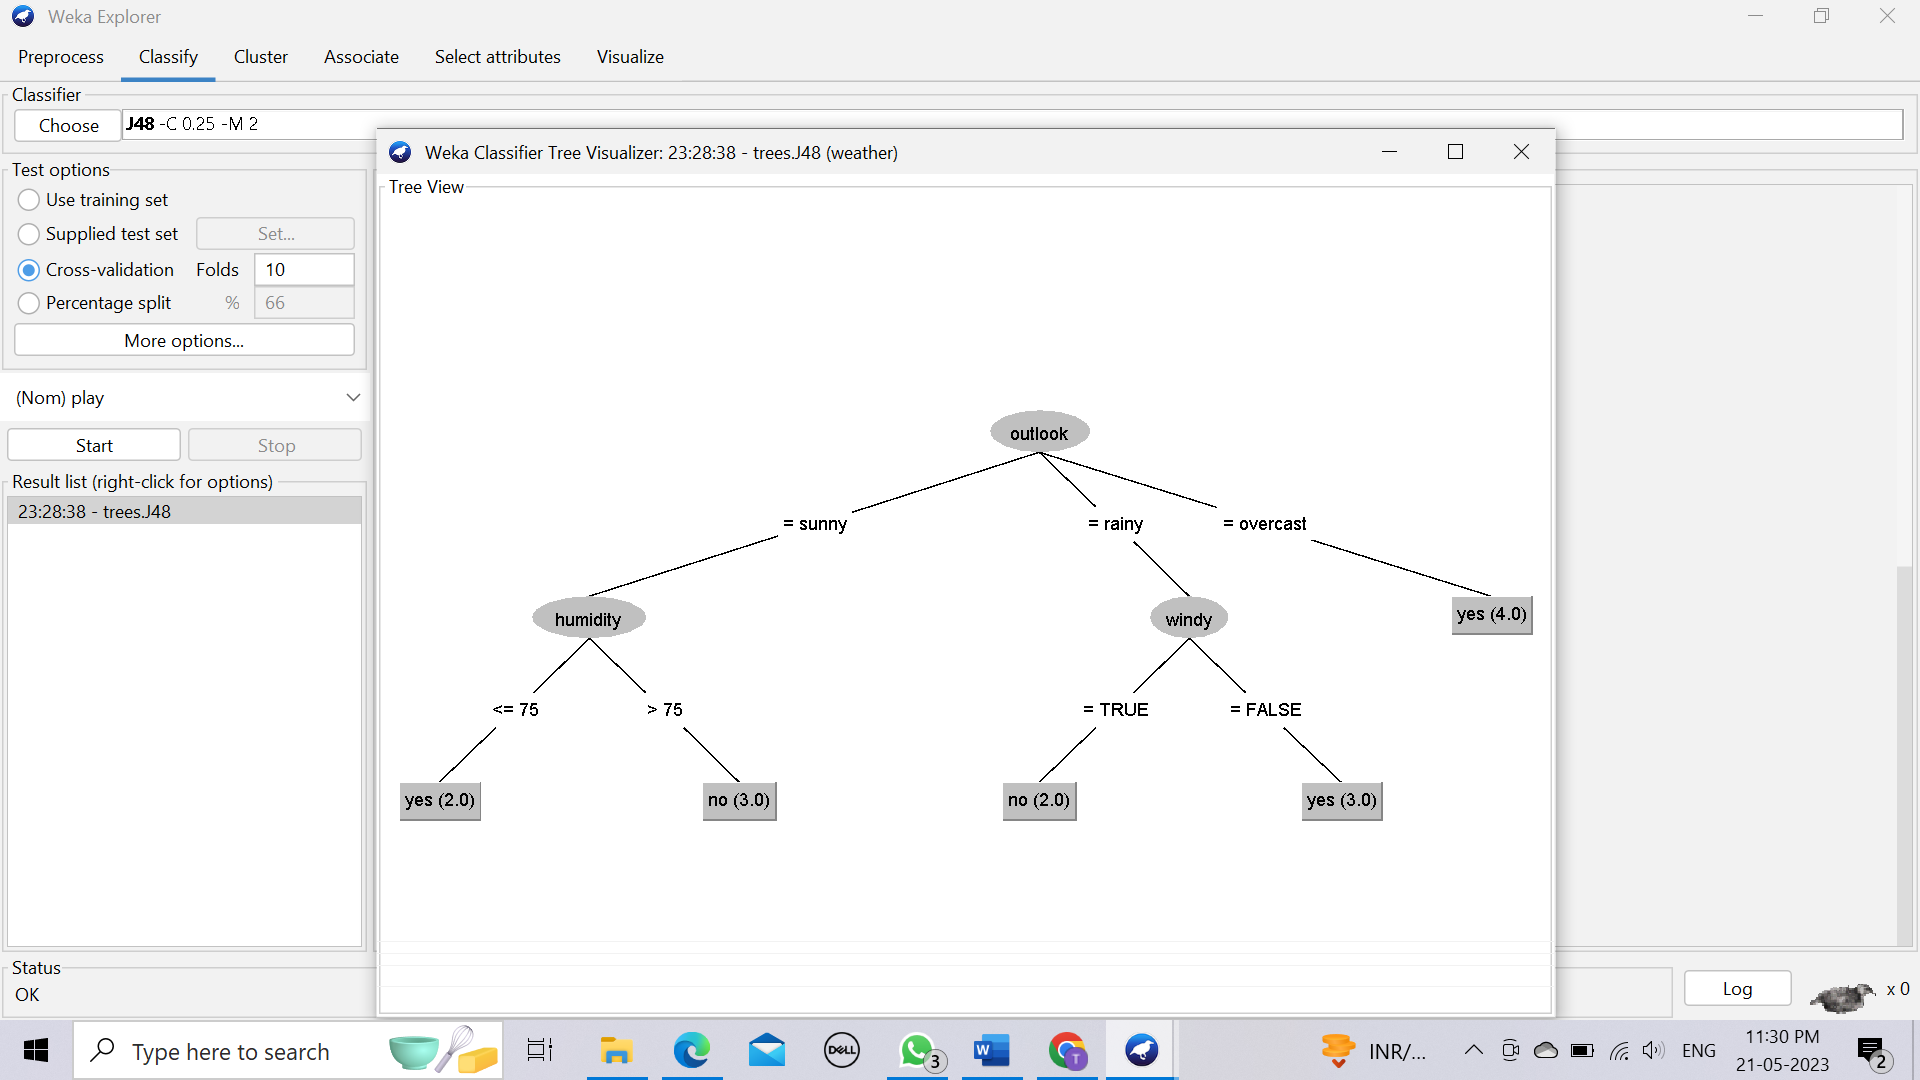 Weka Explorer
Preprocess Classify Cluster Associate Select attributes Visualize
Classifier
Choose J48 -C 0.25 -M 2
Test options
Use training set
Supplied test set Set...
Cross-validation Folds 10
Percentage split % 66
More options...
(Nom) play
Start Stop
Result list (right-click for options)
23:28:38 - trees.J48
Weka Classifier Tree Visualizer: 23:28:38 - trees.J48 (weather)
Tree View
outlook
= sunny = rainy = overcast
humidity windy yes (4.0)
<= 75 > 75 = TRUE = FALSE
yes (2.0) no (3.0) no (2.0) yes (3.0)
Status
OK
Log x 0
Type here to search
DELL
3
W
T
INR/...
ENG
11:30 PM
21-05-2023
2